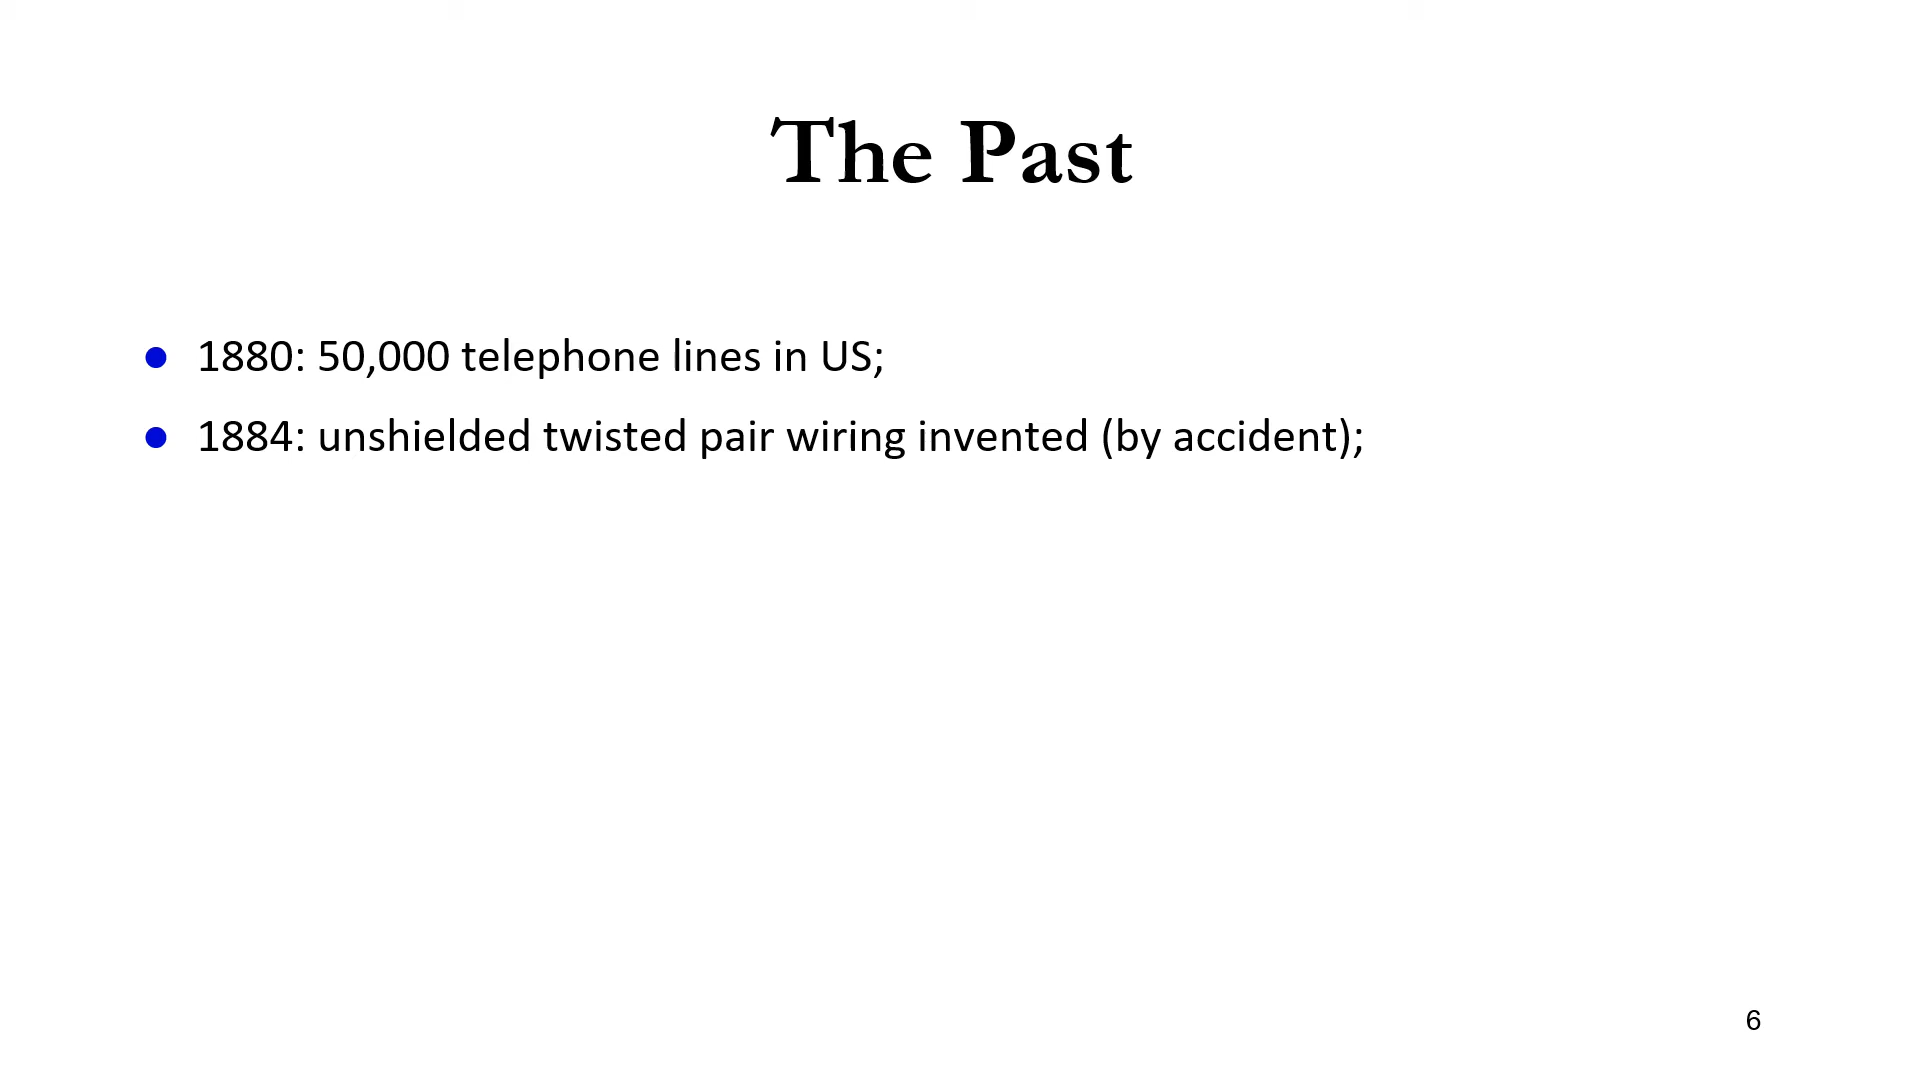 The Past
● 1880: 50,000 telephone lines in US;
● 1884: unshielded twisted pair wiring invented (by accident);
6